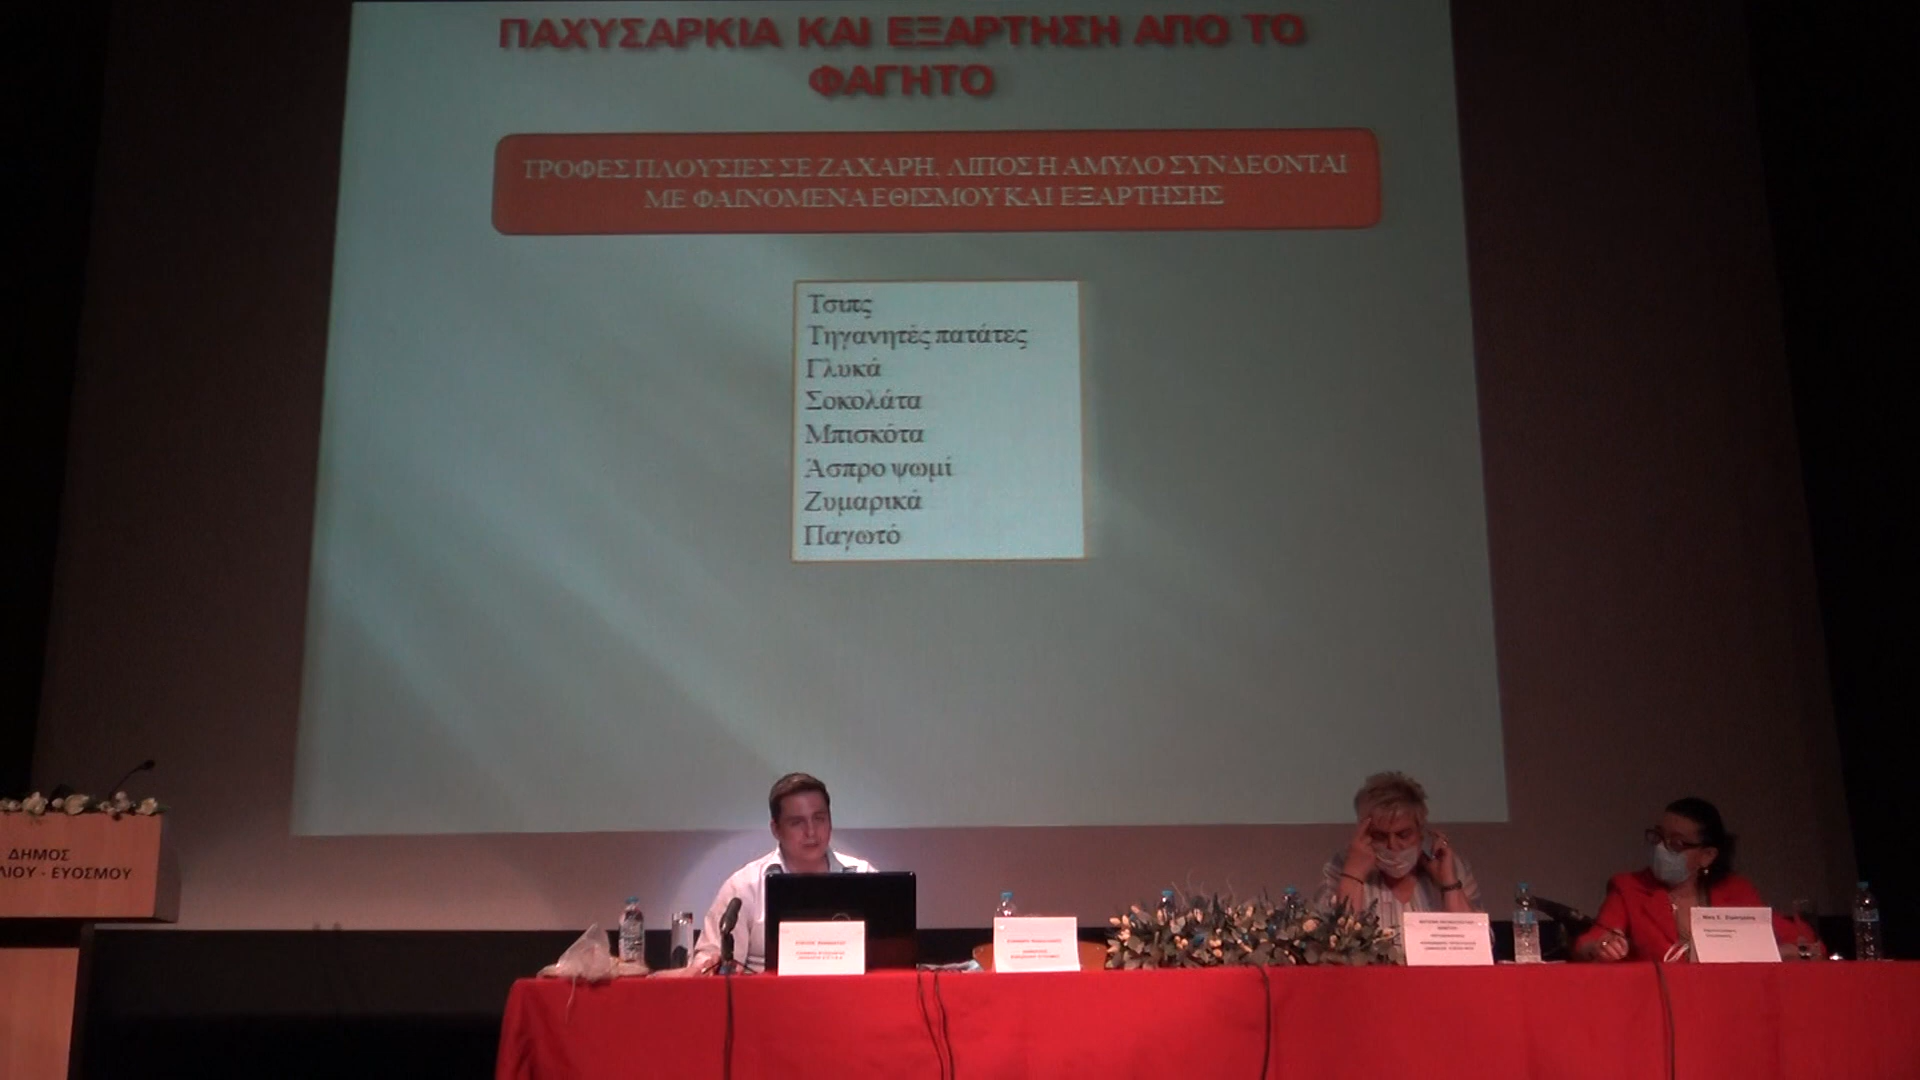 ΠΑΧΥΣΑΡΚΙΑ ΚΑΙ ΕΞΑΡΤΗΣΗ ΑΠΟ ΤΟ
ΦΑΓΗΤΟ
ΤΡΟΦΕΣ ΠΛΟΥΣΙΕΣ ΣΕ ΖΑΧΑΡΗ, ΛΙΠΟΣ Η ΑΜΥΛΟ ΣΥΝΔΕΟΝΤΑΙ
ΜΕ ΦΑΙΝΟΜΕΝΑ ΕΘΙΣΜΟΥ ΚΑΙ ΕΞΑΡΤΗΣΗΣ
Τσιπς
Τηγανητές πατάτες
Γλυκά
Σοκολάτα
Μπισκότα
Άσπρο ψωμί
Ζυμαρικά
Παγωτό
ΔΗΜΟΣ
ΛΙΟΥ - ΕΥΟΣΜΟΥ